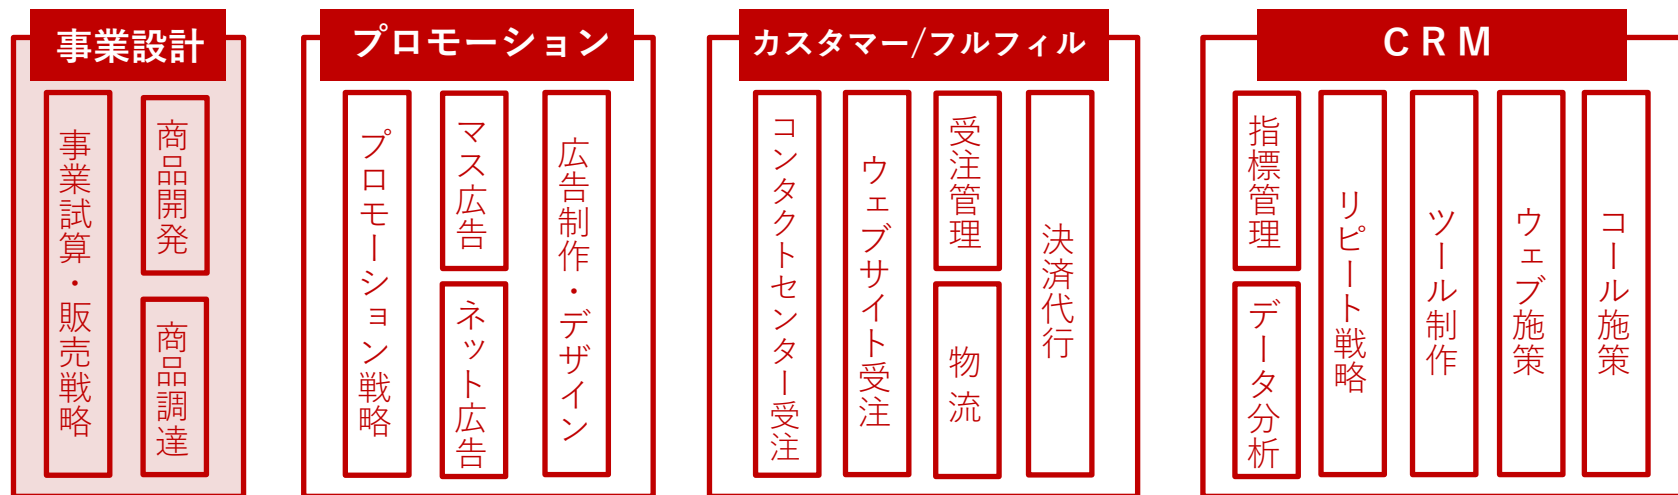 事業設計
事業試算・販売戦略
商品開発
商品調達
プロモーション
プロモーション戦略
マス広告
ネット広告
広告制作・デザイン
カスタマー/フルフィル
コンタクトセンター受注
ウェブサイト受注
受注管理
物流
決済代行
CRM
指標管理
データ分析
リピート戦略
ツール制作
ウェブ施策
コール施策